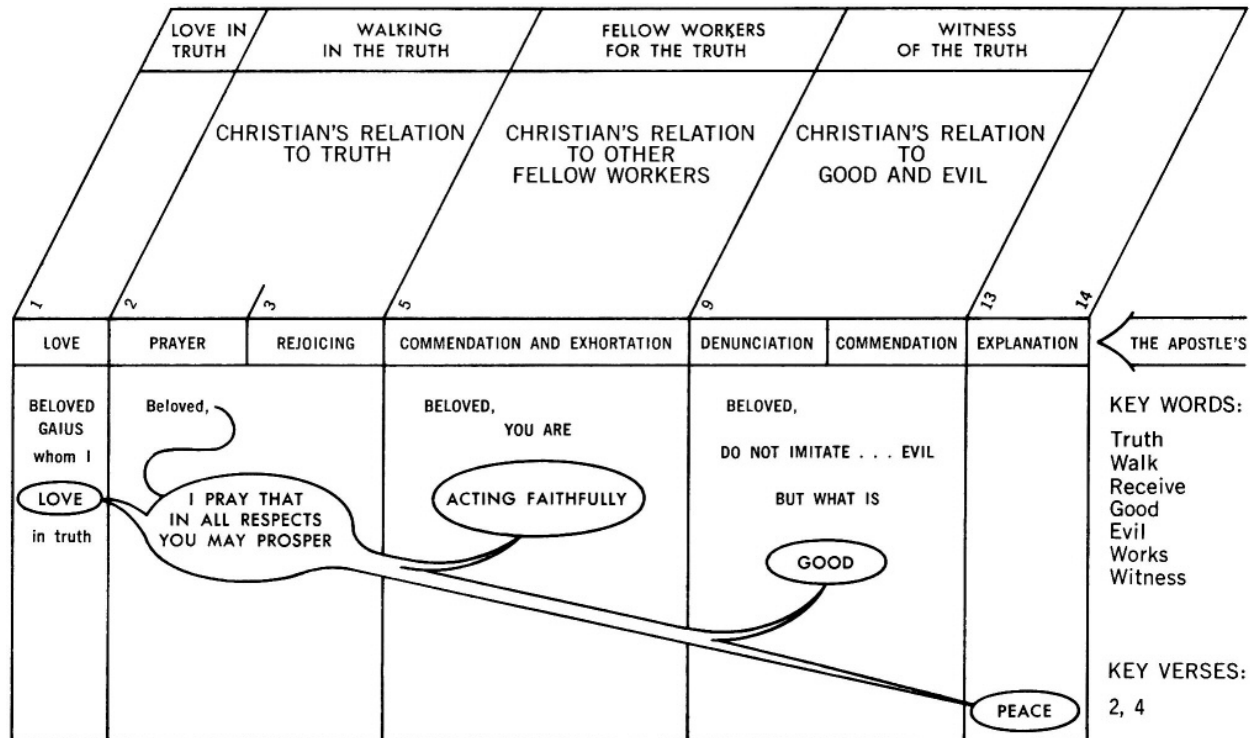 LOVE IN
TRUTH
WALKING
IN THE TRUTH
FELLOW WORKERS
FOR THE TRUTH
WITNESS
OF THE TRUTH
CHRISTIAN'S RELATION
TO TRUTH
CHRISTIAN'S RELATION
TO OTHER
FELLOW WORKERS
CHRISTIAN'S RELATION
TO
GOOD AND EVIL
1
2
3
5
9
13
14
LOVE
PRAYER
REJOICING
COMMENDATION AND EXHORTATION
DENUNCIATION
COMMENDATION
EXPLANATION
THE APOSTLE'S
BELOVED
GAIUS
whom I
LOVE
in truth
Beloved,
I PRAY THAT
IN ALL RESPECTS
YOU MAY PROSPER
BELOVED,
YOU ARE
ACTING FAITHFULLY
BELOVED,
DO NOT IMITATE . . . EVIL
BUT WHAT IS
GOOD
PEACE
KEY WORDS:
Truth
Walk
Receive
Good
Evil
Works
Witness
KEY VERSES:
2, 4